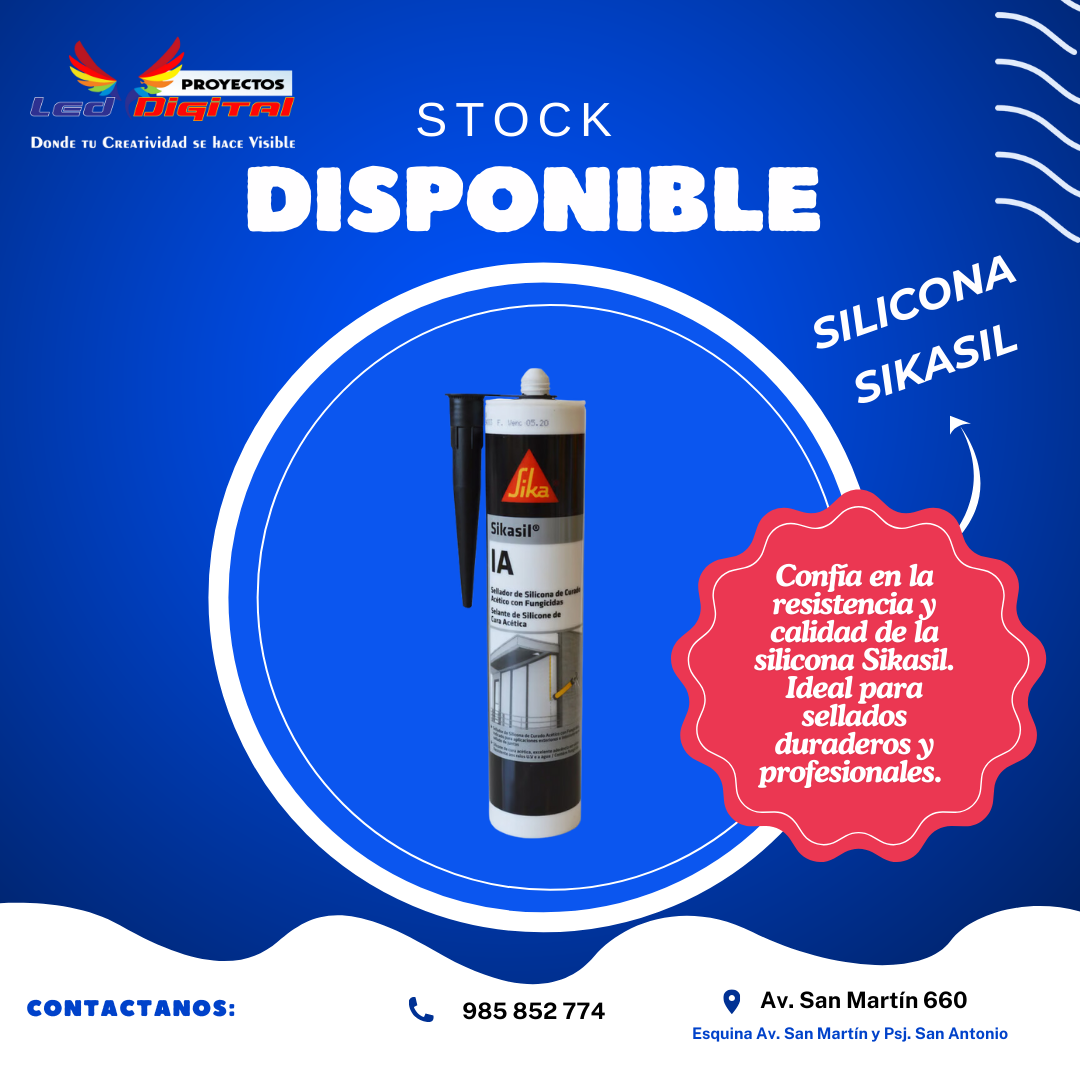 PROYECTOS
Led Digital
Donde tu Creatividad se hace Visible
STOCK
DISPONIBLE
SILICONA
SIKASIL
05.20
Sika
Sikasil®
IA
Sellador de Silicona de Curado
Acético con Fungicidas
Selante de Silicone de
Cura Acética
Confía en la
resistencia y
calidad de la
silicona Sikasil.
Ideal para
sellados
duraderos y
profesionales.
CONTACTANOS:
985 852 774
Av. San Martín 660
Esquina Av. San Martín y Psj. San Antonio